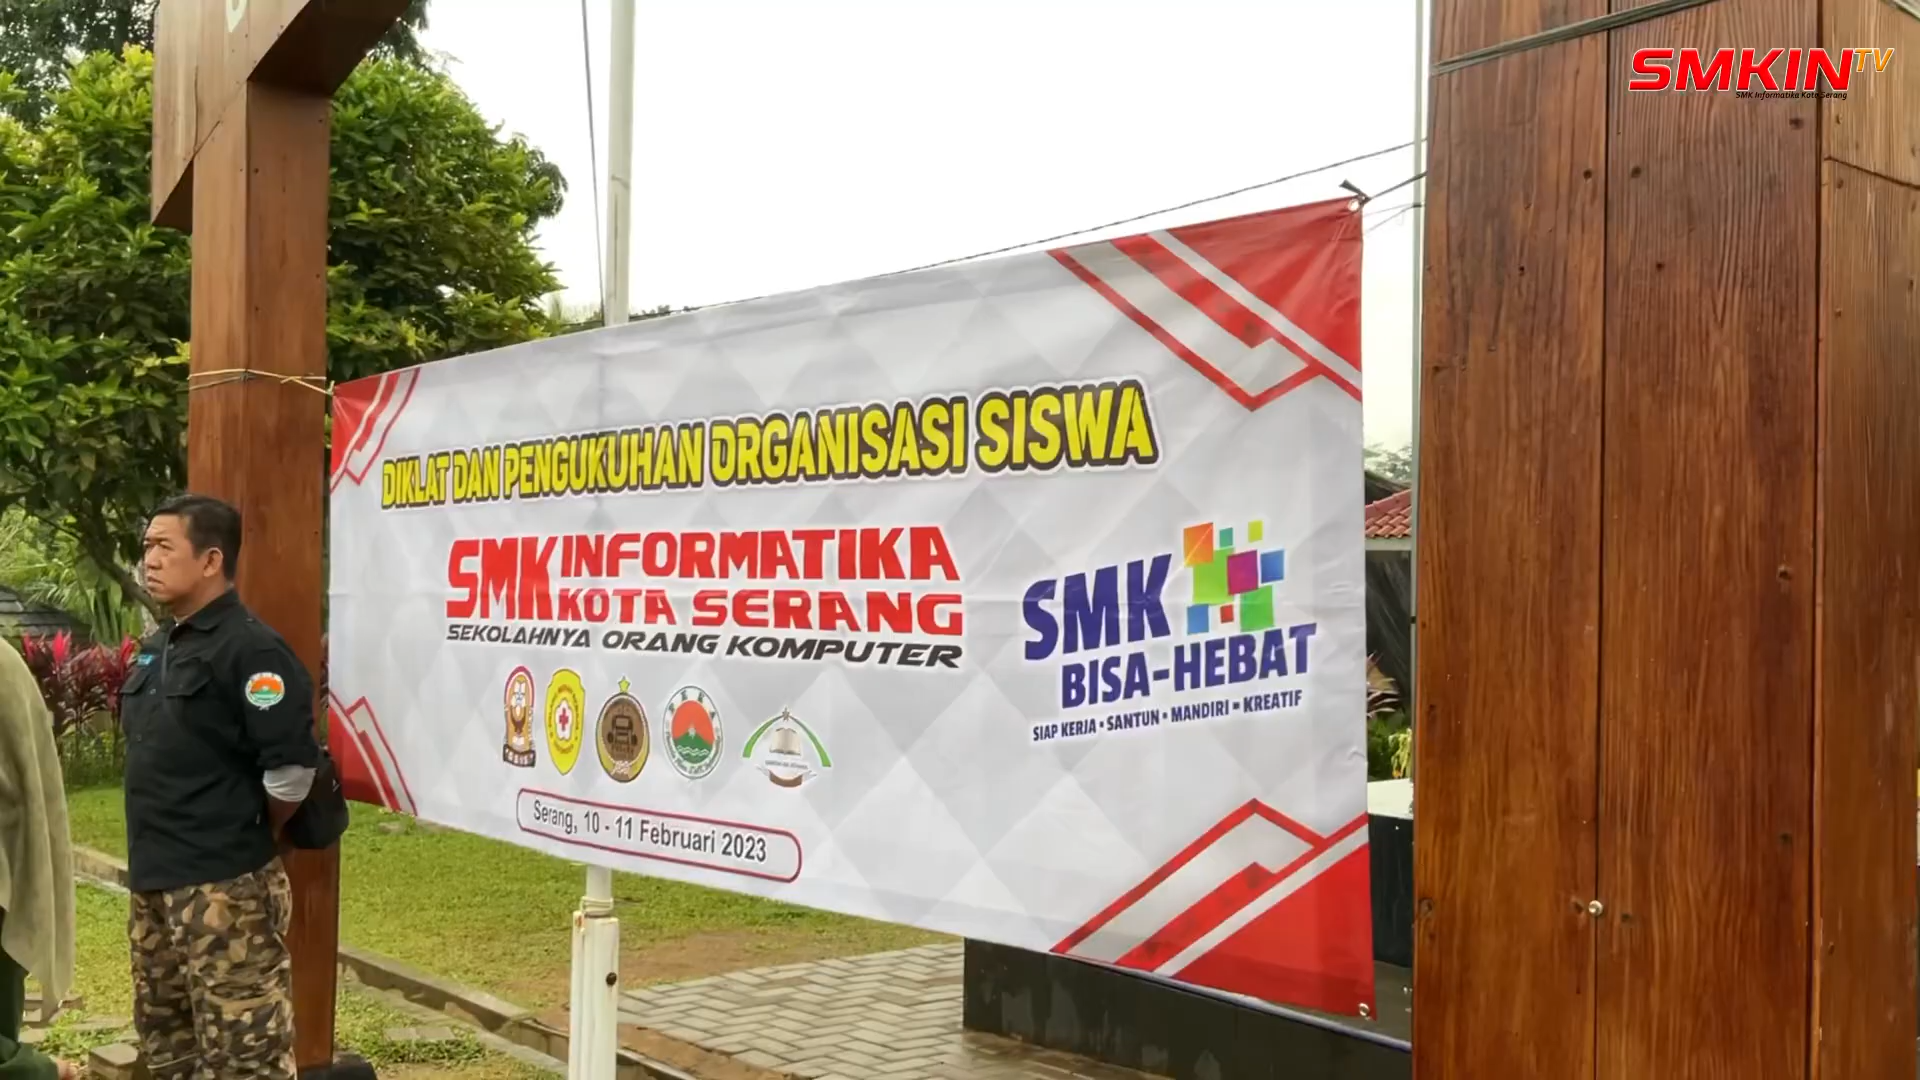 SMKINTV
SMK Informatika Kota Serang
DIKLAT DAN PENGUKUHAN ORGANISASI SISWA
SMK INFORMATIKA
KOTA SERANG
SEKOLAHNYA ORANG KOMPUTER
SMK
BISA-HEBAT
SIAP KERJA • SANTUN • MANDIRI • KREATIF
Serang, 10 - 11 Februari 2023